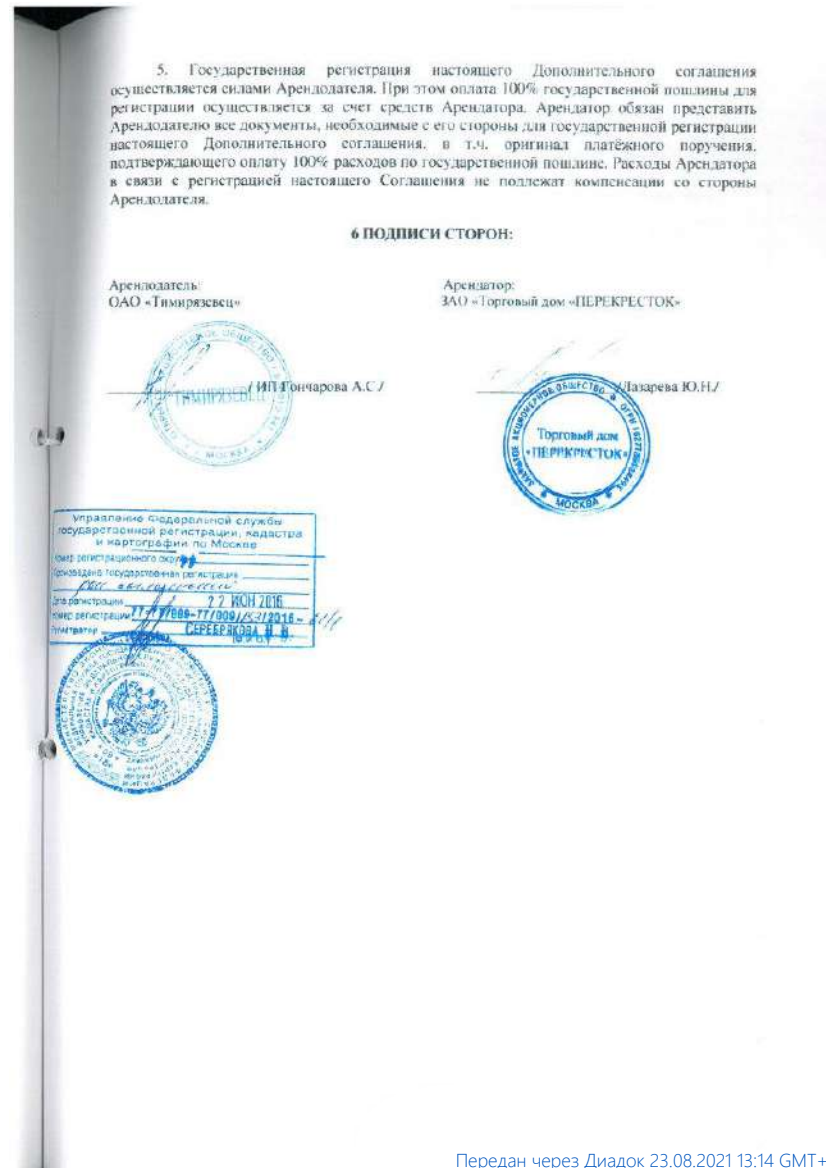 5. Государственная регистрация настоящего Дополнительного соглашения
осуществляется силами Арендодателя. При этом оплата 100% государственной пошлины для
регистрации осуществляется за счет средств Арендатора. Арендатор обязан представить
Арендодателю все документы, необходимые с его стороны для государственной регистрации
настоящего Дополнительного соглашения, в т.ч. оригинал платёжного поручения,
подтверждающего оплату 100% расходов по государственной пошлине. Расходы Арендатора
в связи с регистрацией настоящего Соглашения не подлежат компенсации со стороны
Арендодателя.
6 ПОДПИСИ СТОРОН:
Арендодатель:
ОАО «Тимирязевец»
Арендатор:
ЗАО «Торговый дом «ПЕРЕКРЕСТОК»
/ ИП Гончарова А.С./
ТИМИРЯЗЕВЕЦ
МОСКВА
/Лазарева Ю.Н./
АКЦИОНЕРНОЕ ОБЩЕСТВО
Торговый дом
«ПЕРЕКРЕСТОК»
МОСКВА
Управление Федеральной службы
государственной регистрации, кадастра
и картографии по Москве
Номер регистрационного округа 77
Произведена государственная регистрация
Дата регистрации 22 ИЮН 2016
Номер регистрации
Регистратор СЕРЕБРЯКОВА
Передан через Диадок 23.08.2021 13:14 GMT+